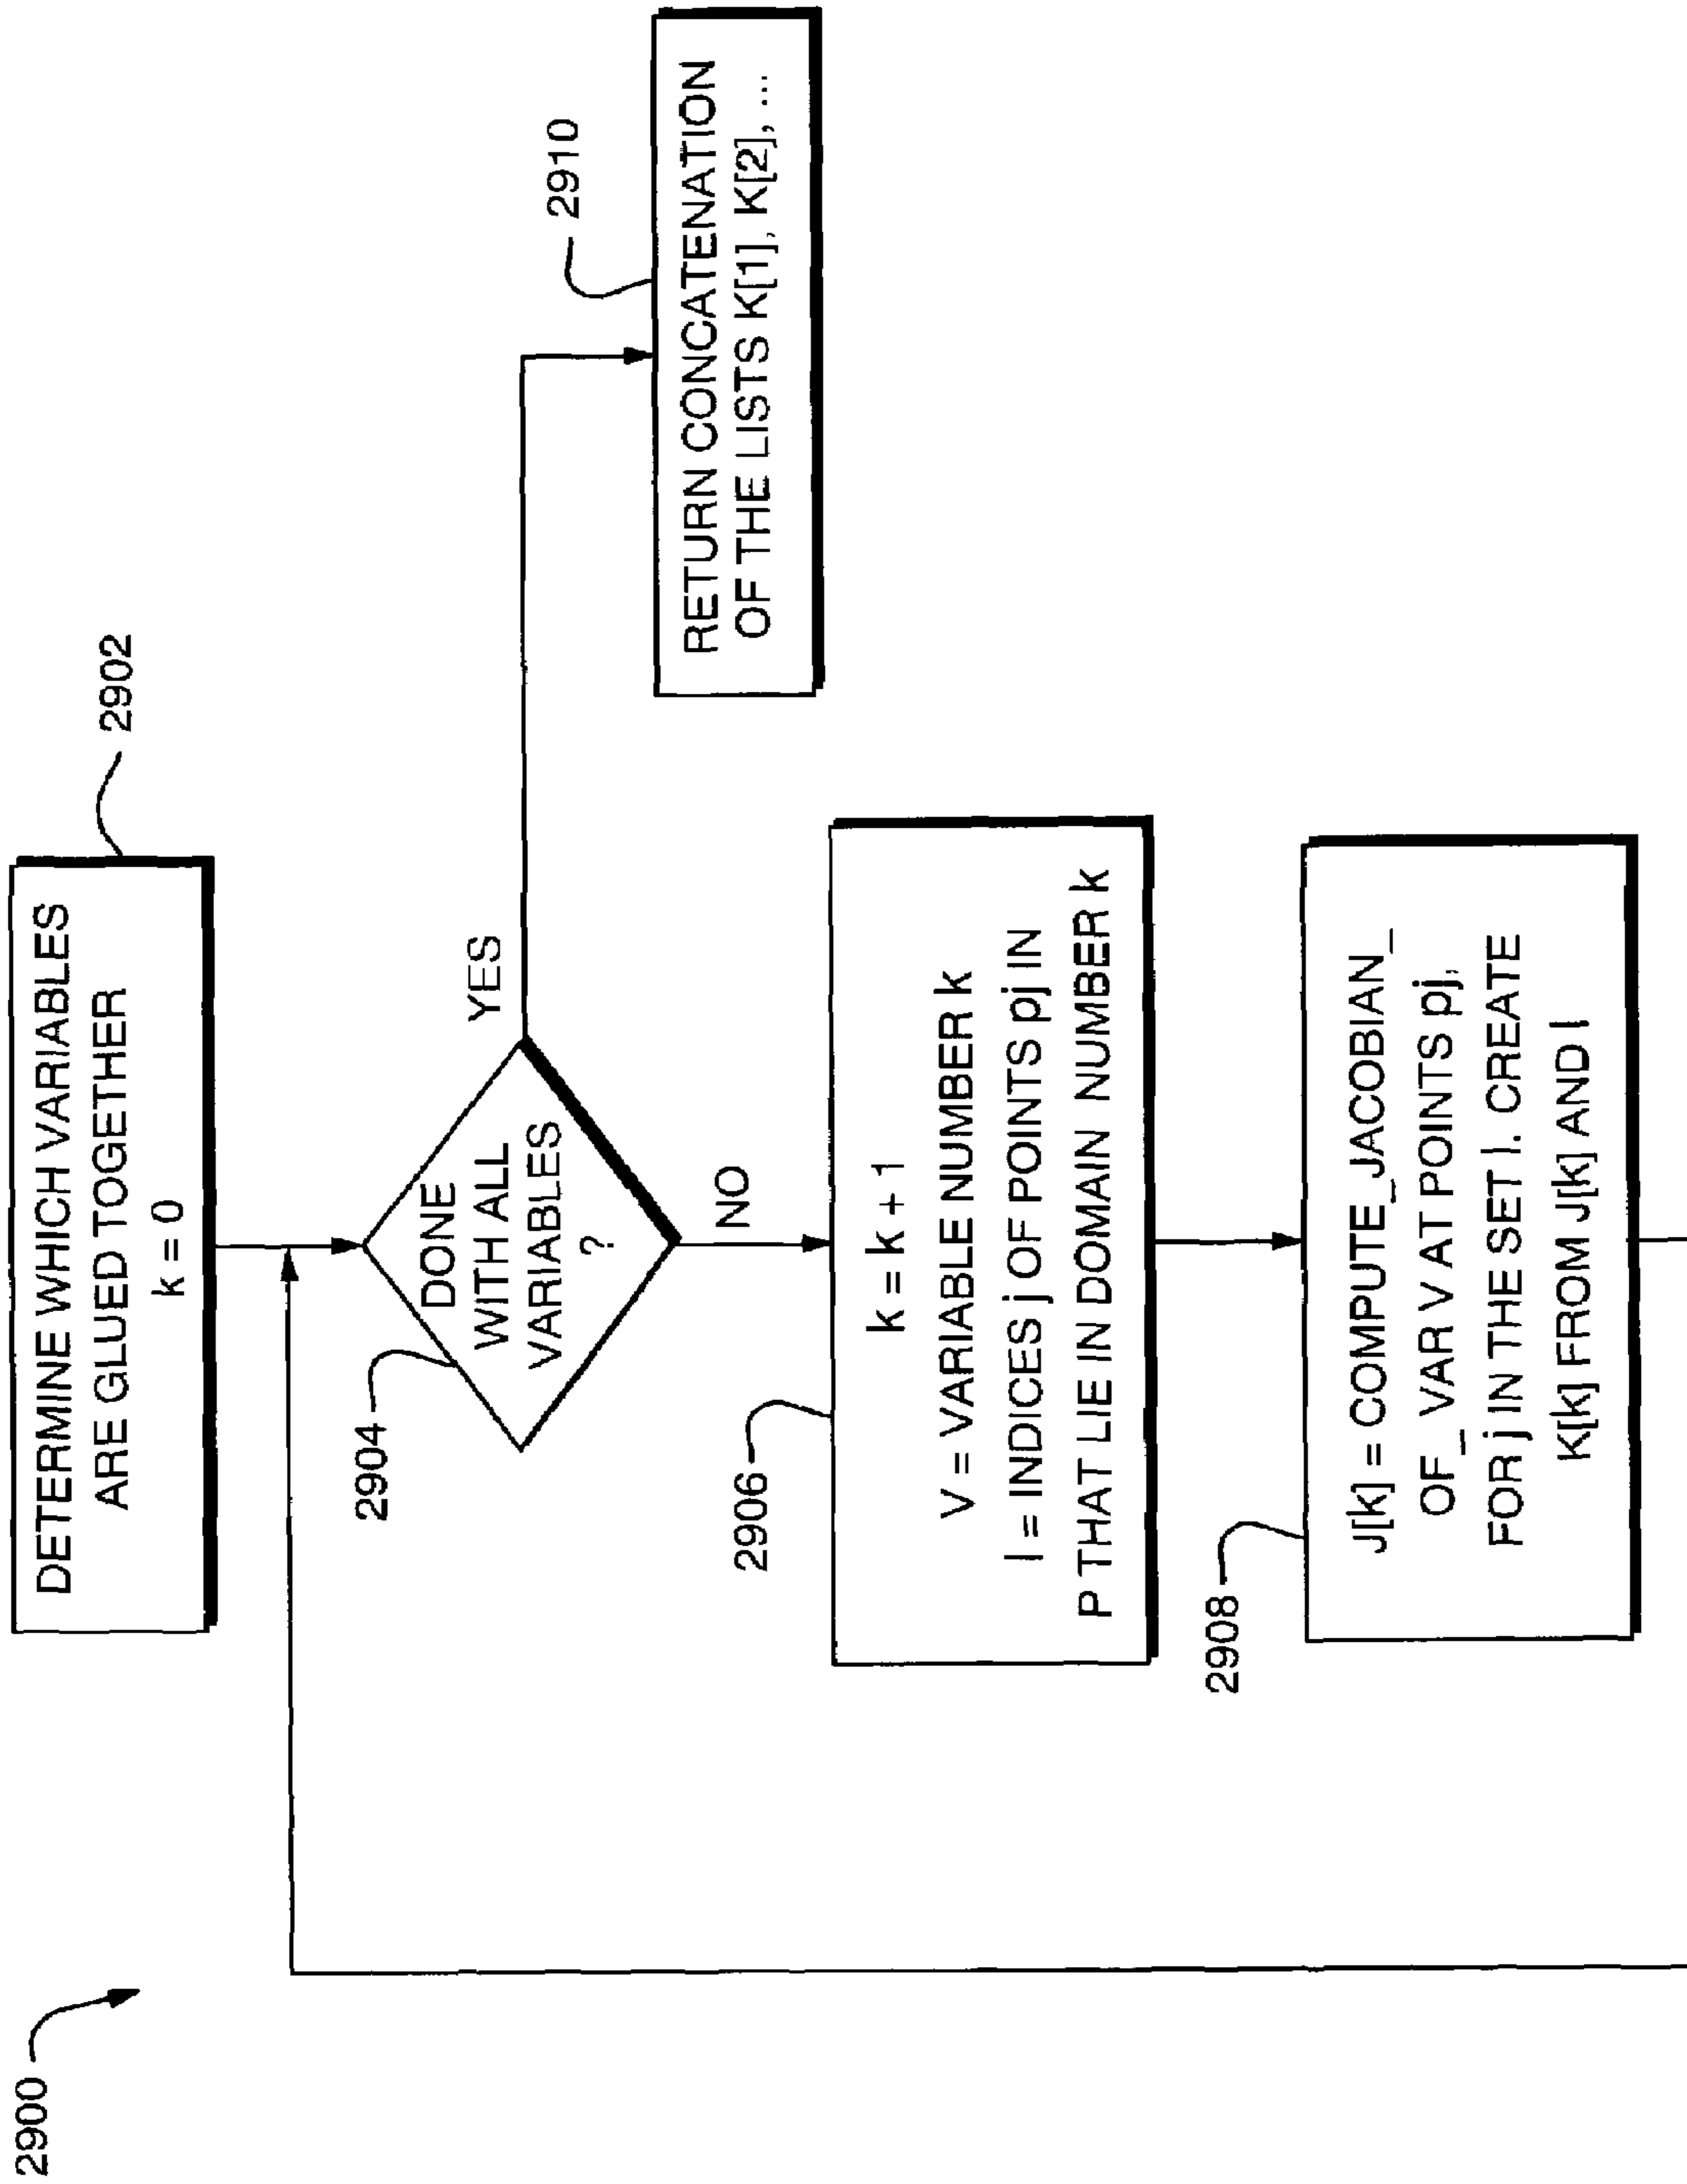 2900
DETERMINE WHICH VARIABLES
ARE GLUED TOGETHER
k = 0
2902
2904
DONE
WITH ALL
VARIABLES
?
YES
NO
RETURN CONCATENATION
OF THE LISTS K[1], K[2], ...
2910
2906
k = k + 1
V = VARIABLE NUMBER k
I = INDICES j OF POINTS pj IN
P THAT LIE IN DOMAIN NUMBER k
2908
J[k] = COMPUTE_JACOBIAN_
OF_ VAR V AT POINTS pj,
FOR j IN THE SET I. CREATE
K[k] FROM J[k] AND I